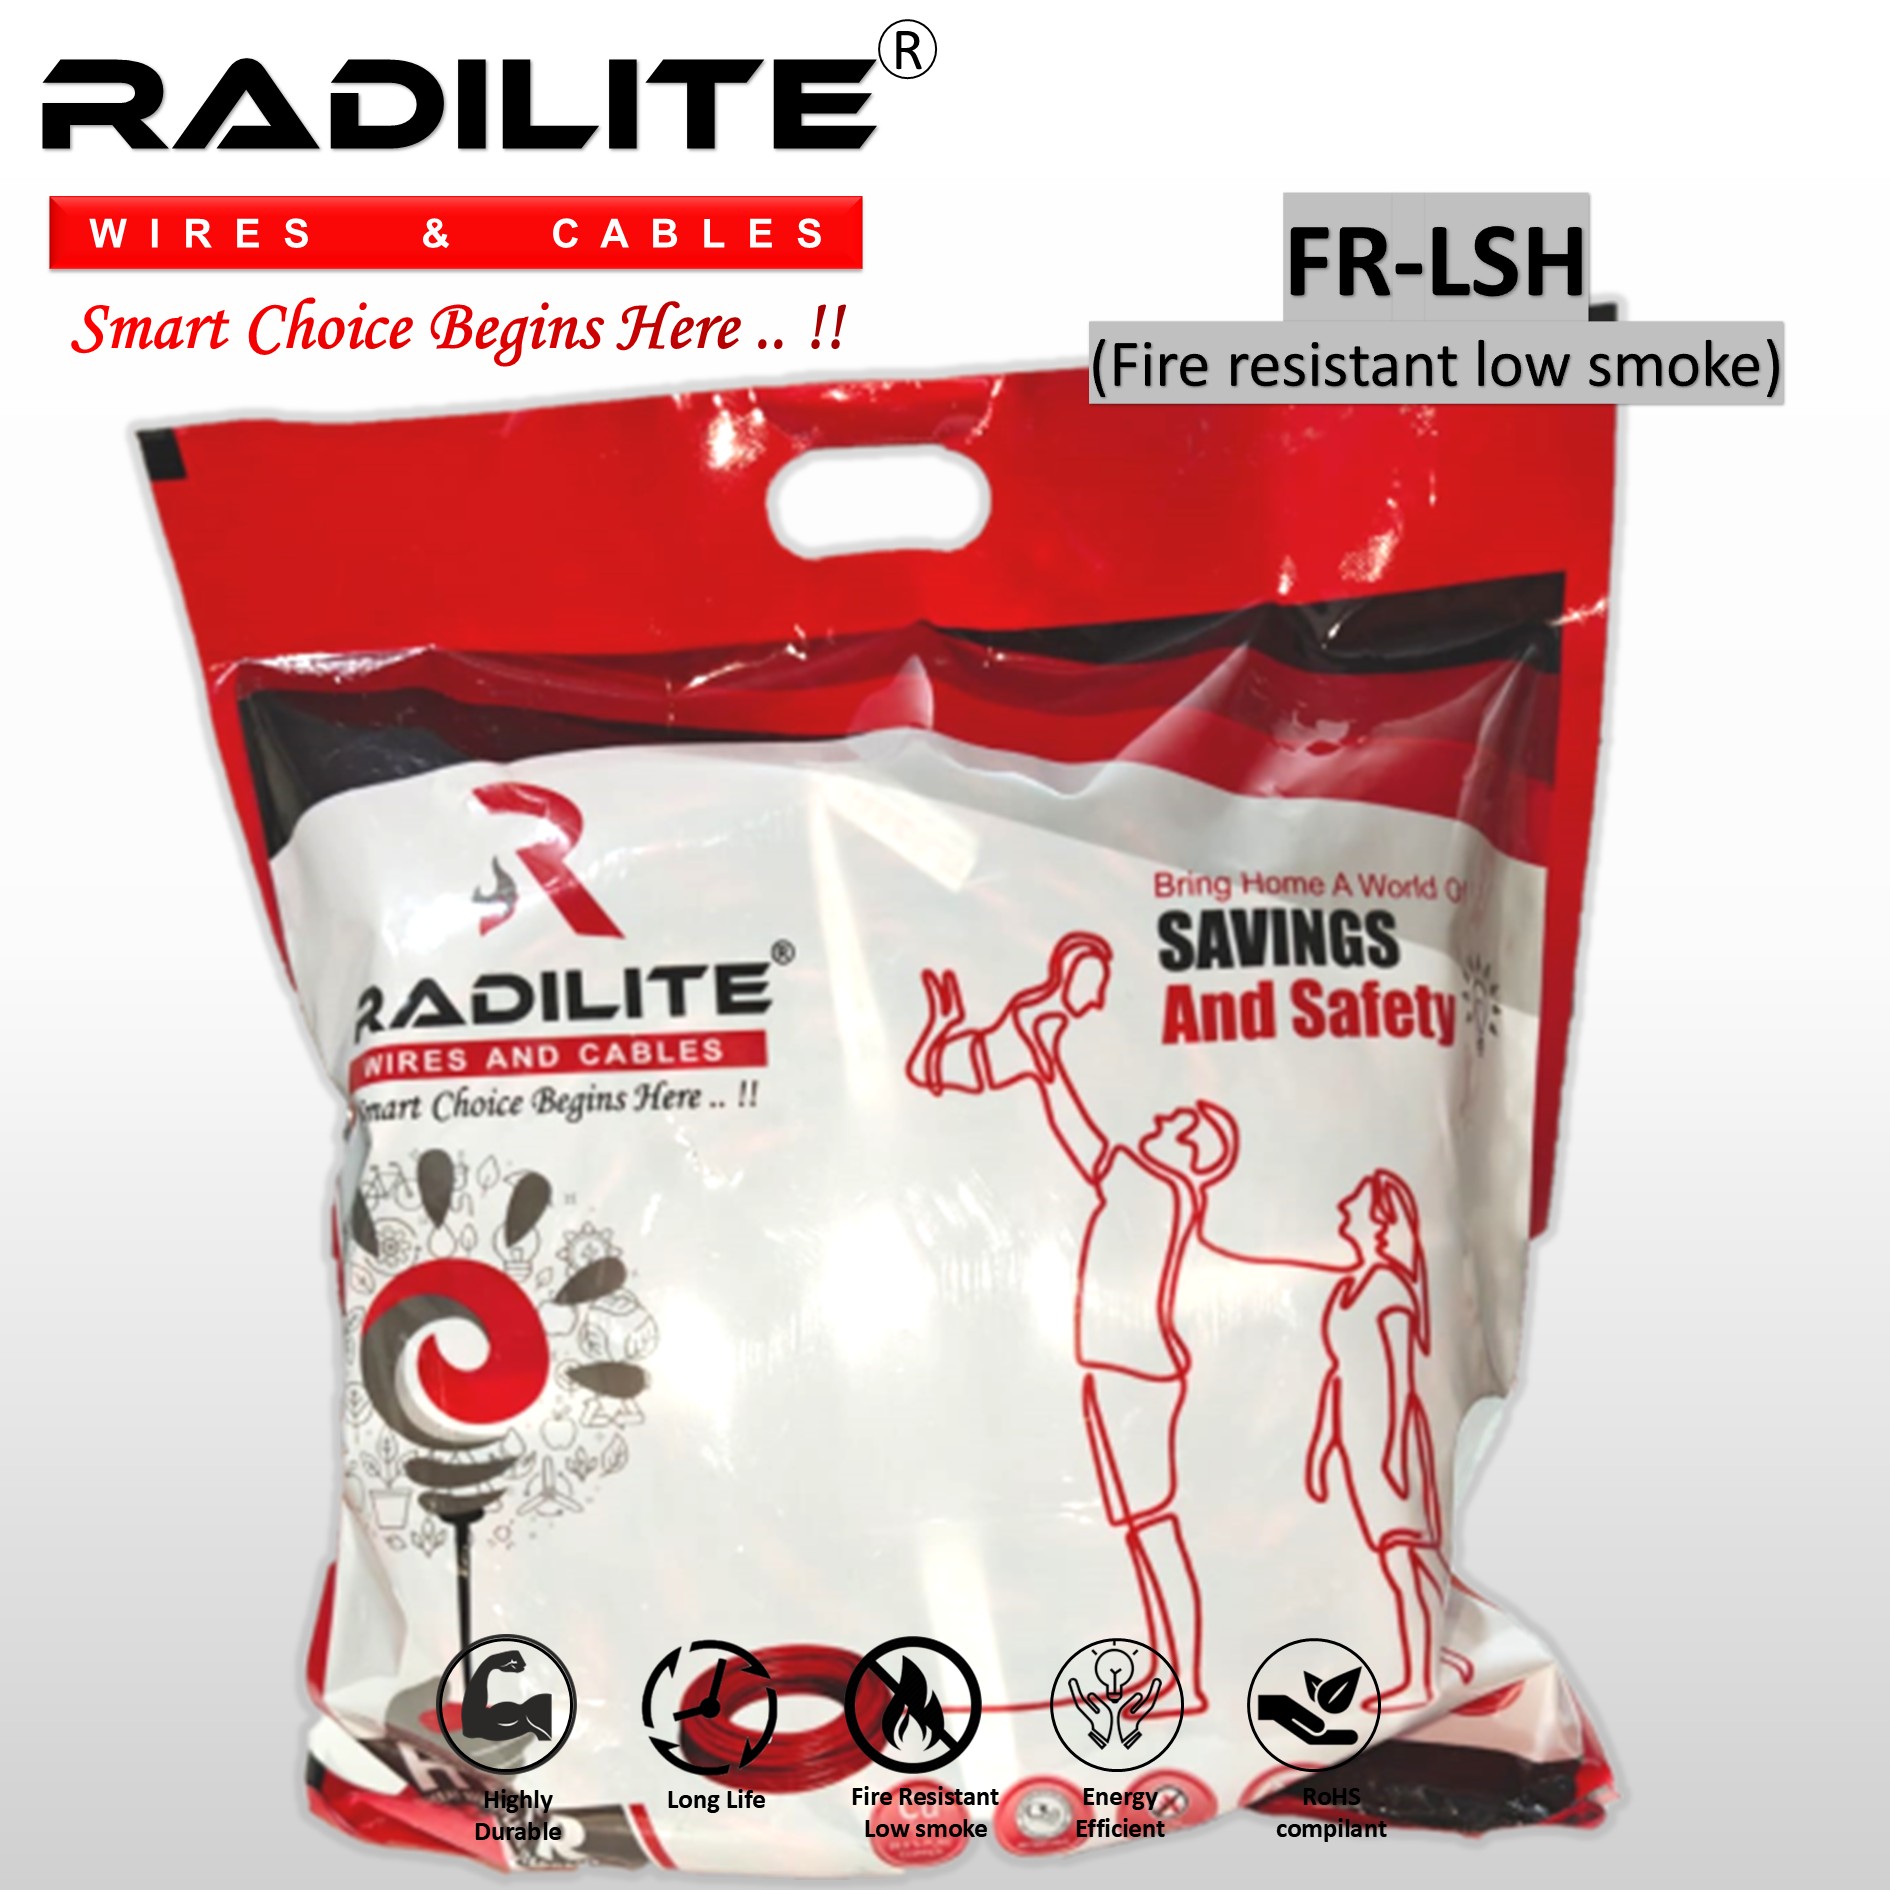 RADILITE®
WIRES & CABLES
Smart Choice Begins Here .. !!
FR-LSH
(Fire resistant low smoke)
R
RADILITE®
WIRES AND CABLES
Smart Choice Begins Here .. !!
Bring Home A World Of
SAVINGS
And Safety
Highly
Durable
Long Life
Fire Resistant
Low smoke
Energy
Efficient
RoHS
compilant
Cu